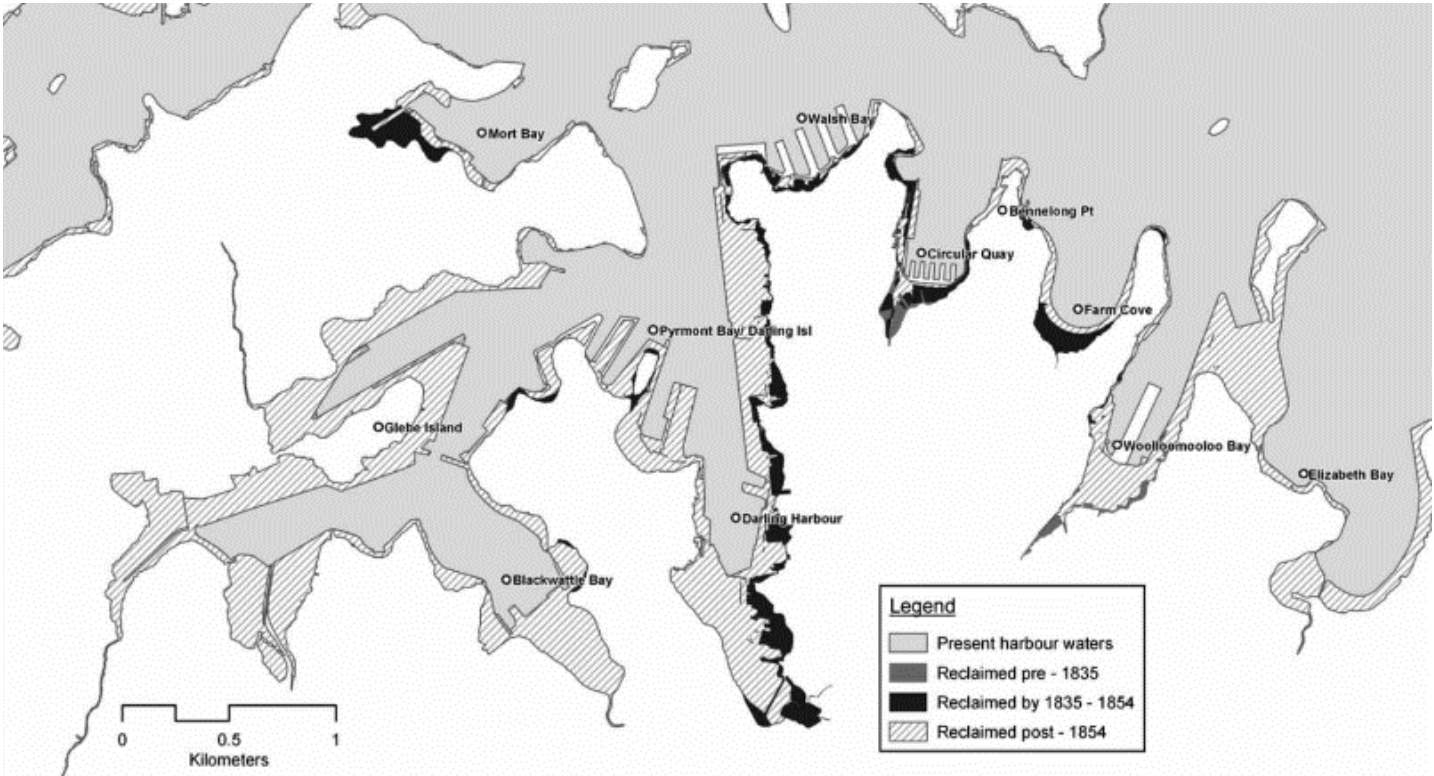 Walsh Bay
Mort Bay
Bennelong Pt
Circular Quay
Farm Cove
Pyrmont Bay/ Darling Isl
Glebe Island
Woolloomooloo Bay
Elizabeth Bay
Darling Harbour
Blackwattle Bay
Legend
Present harbour waters
Reclaimed pre - 1835
Reclaimed by 1835 - 1854
Reclaimed post - 1854
0 0.5 1
Kilometers